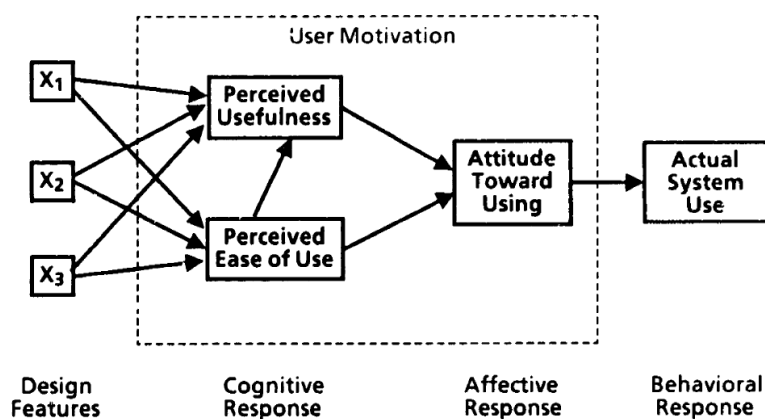 User Motivation
X1
X2
X3
Perceived
Usefulness
Perceived
Ease of Use
Attitude
Toward
Using
Actual
System
Use
Design
Features
Cognitive
Response
Affective
Response
Behavioral
Response